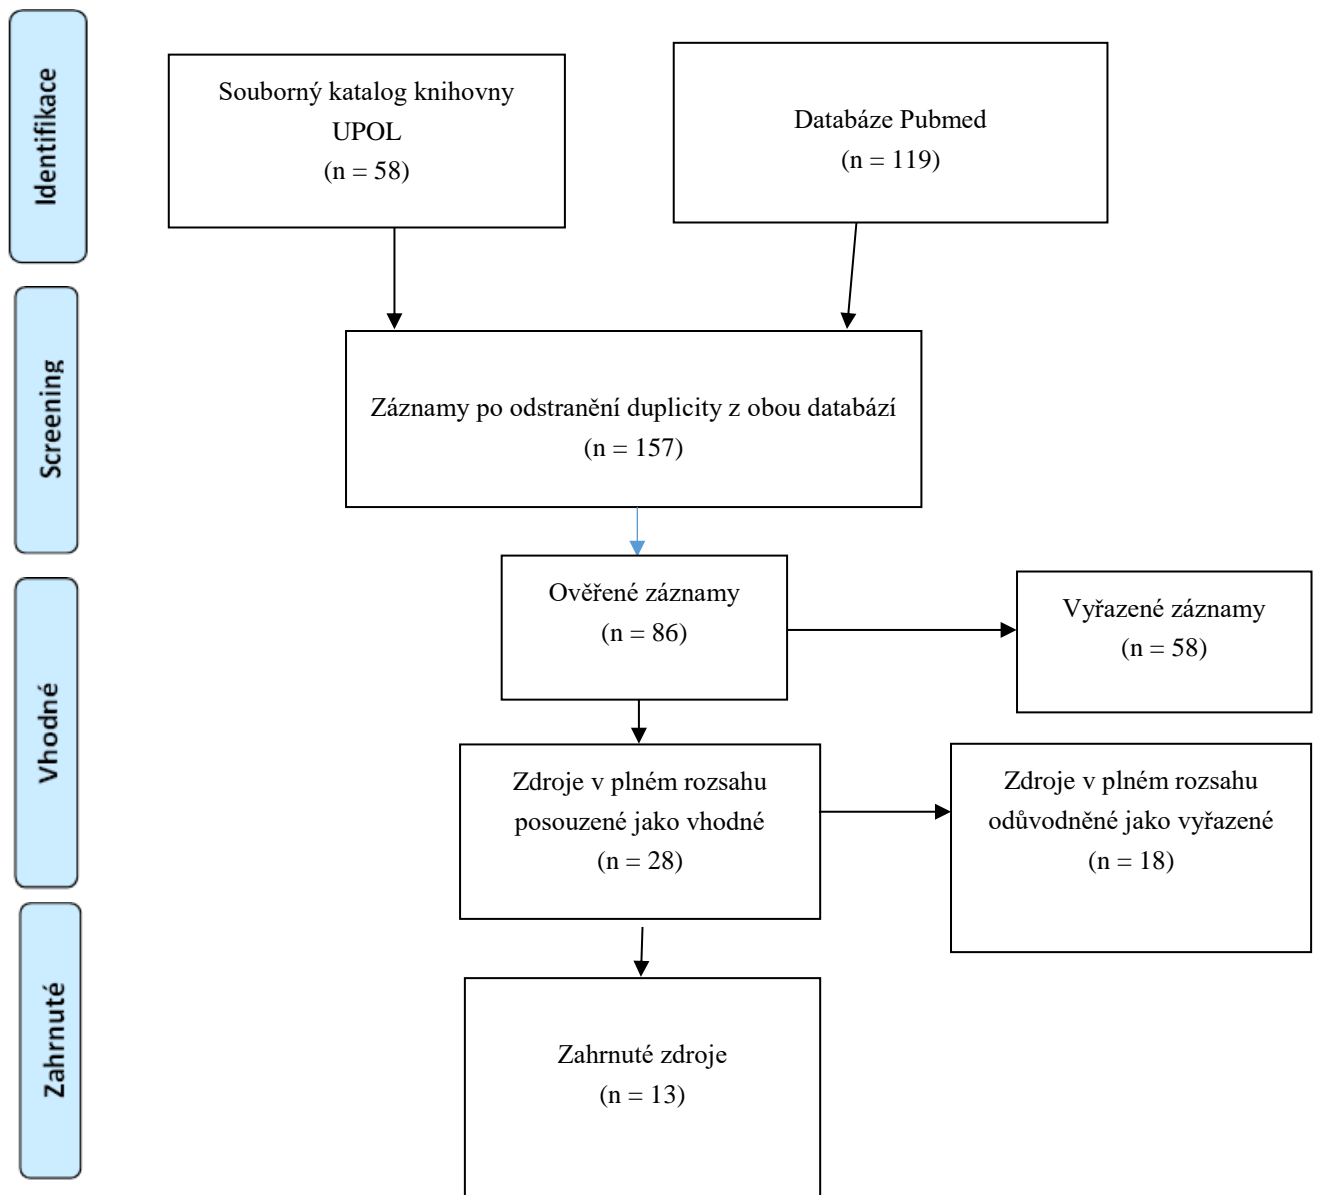 Identifikace
Souborný katalog knihovny
UPOL
(n = 58)
Databáze Pubmed
(n = 119)
Screening
Záznamy po odstranění duplicity z obou databází
(n = 157)
Vhodné
Ověřené záznamy
(n = 86)
Vyřazené záznamy
(n = 58)
Zdroje v plném rozsahu
posouzené jako vhodné
(n = 28)
Zdroje v plném rozsahu
odůvodněné jako vyřazené
(n = 18)
Zahrnuté
Zahrnuté zdroje
(n = 13)